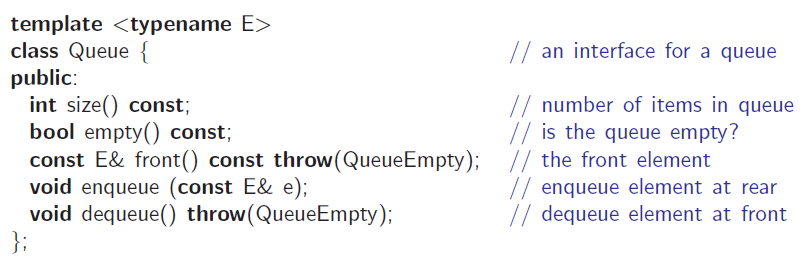 template <typename E>
class Queue { // an interface for a queue
public:
int size() const; // number of items in queue
bool empty() const; // is the queue empty?
const E& front() const throw(QueueEmpty); // the front element
void enqueue (const E& e); // enqueue element at rear
void dequeue() throw(QueueEmpty); // dequeue element at front
};